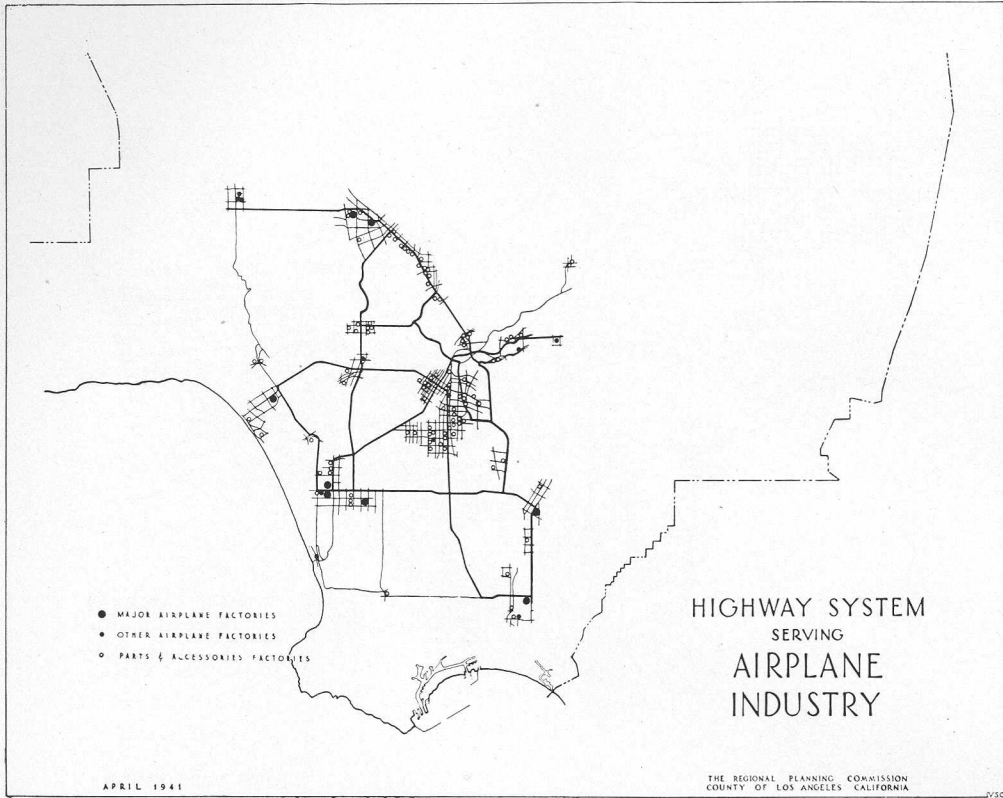 MAJOR AIRPLANE FACTORIES
OTHER AIRPLANE FACTORIES
PARTS & ACCESSORIES FACTORIES
HIGHWAY SYSTEM
SERVING
AIRPLANE
INDUSTRY
APRIL 1941
THE REGIONAL PLANNING COMMISSION
COUNTY OF LOS ANGELES CALIFORNIA